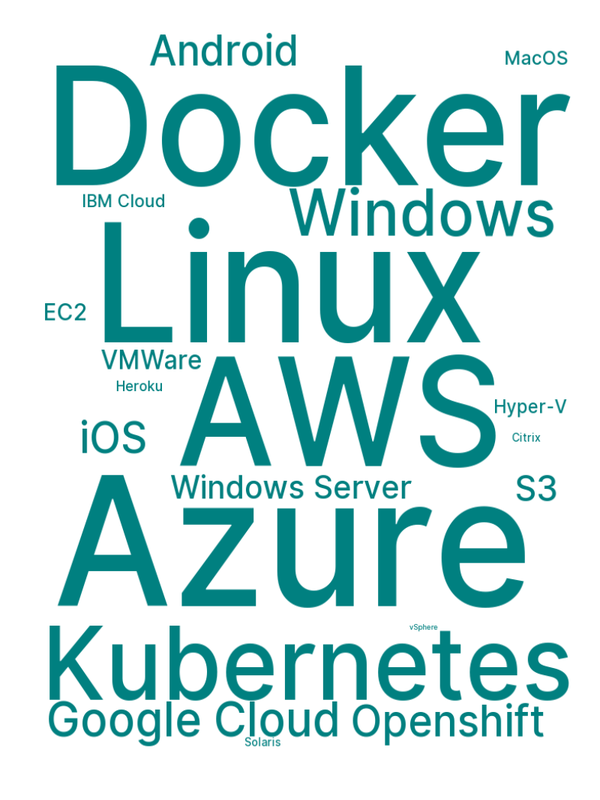 Android
MacOS
Docker
IBM Cloud
Windows
Linux
EC2
VMWare
Heroku
AWS
Hyper-V
iOS
Citrix
Windows Server
S3
Azure
vSphere
Kubernetes
Google Cloud
Openshift
Solaris